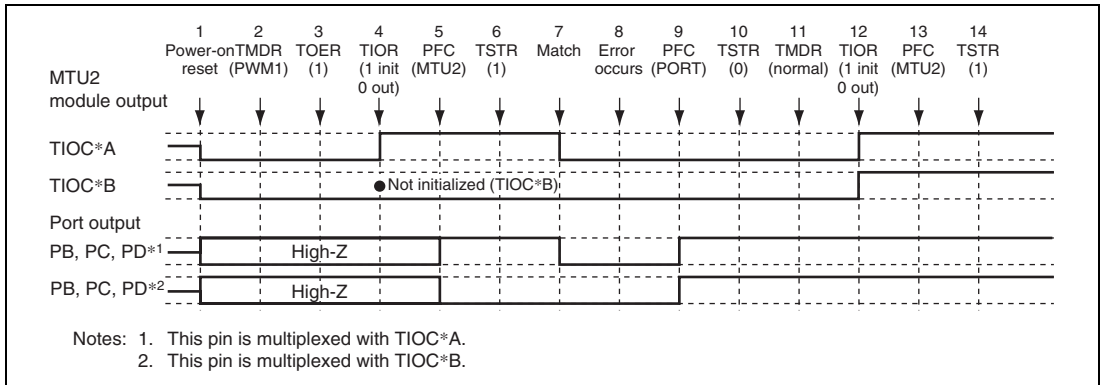 1 2 3 4 5 6 7 8 9 10 11 12 13 14
Power-on TMDR TOER TIOR PFC TSTR Match Error PFC TSTR TMDR TIOR PFC TSTR
reset (PWM1) (1) (1 init (MTU2) (1) occurs (PORT) (0) (normal) (1 init (MTU2) (1)
0 out) 0 out)
MTU2
module output
TIOC*A
TIOC*B
Not initialized (TIOC*B)
Port output
PB, PC, PD*1
High-Z
PB, PC, PD*2
High-Z
Notes: 1. This pin is multiplexed with TIOC*A.
2. This pin is multiplexed with TIOC*B.